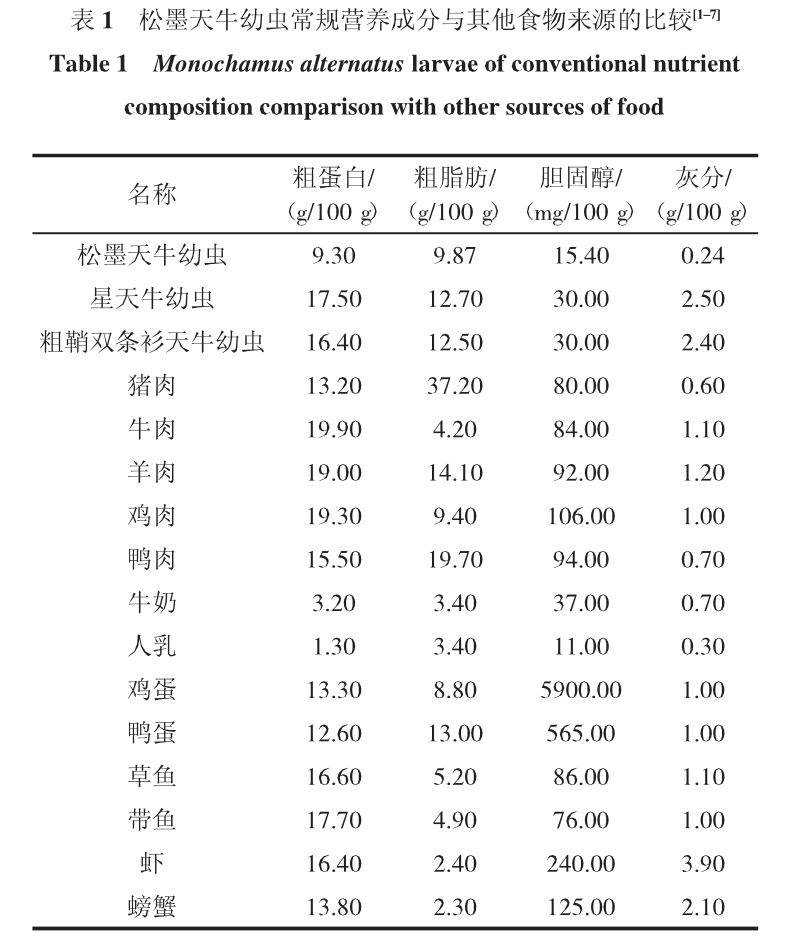 表 1 松墨天牛幼虫常规营养成分与其他食物来源的比较[1-7]
Table 1 Monochamus alternatus larvae of conventional nutrient
composition comparison with other sources of food
名称 粗蛋白/ 粗脂肪/ 胆固醇/ 灰分/
(g/100 g) (g/100 g) (mg/100 g) (g/100 g)
松墨天牛幼虫 9.30 9.87 15.40 0.24
星天牛幼虫 17.50 12.70 30.00 2.50
粗鞘双条衫天牛幼虫 16.40 12.50 30.00 2.40
猪肉 13.20 37.20 80.00 0.60
牛肉 19.90 4.20 84.00 1.10
羊肉 19.00 14.10 92.00 1.20
鸡肉 19.30 9.40 106.00 1.00
鸭肉 15.50 19.70 94.00 0.70
牛奶 3.20 3.40 37.00 0.70
人乳 1.30 3.40 11.00 0.30
鸡蛋 13.30 8.80 5900.00 1.00
鸭蛋 12.60 13.00 565.00 1.00
草鱼 16.60 5.20 86.00 1.10
带鱼 17.70 4.90 76.00 1.00
虾 16.40 2.40 240.00 3.90
螃蟹 13.80 2.30 125.00 2.10